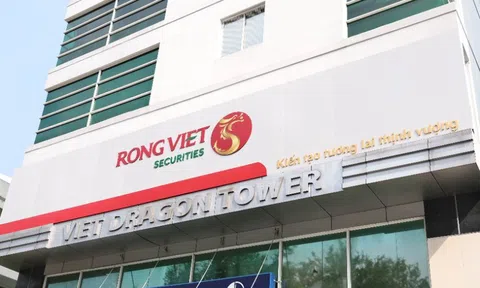 RONG VIET
SECURITIES
Kiến tạo tương lai thịnh vượng
VIET DRAGON TOWER